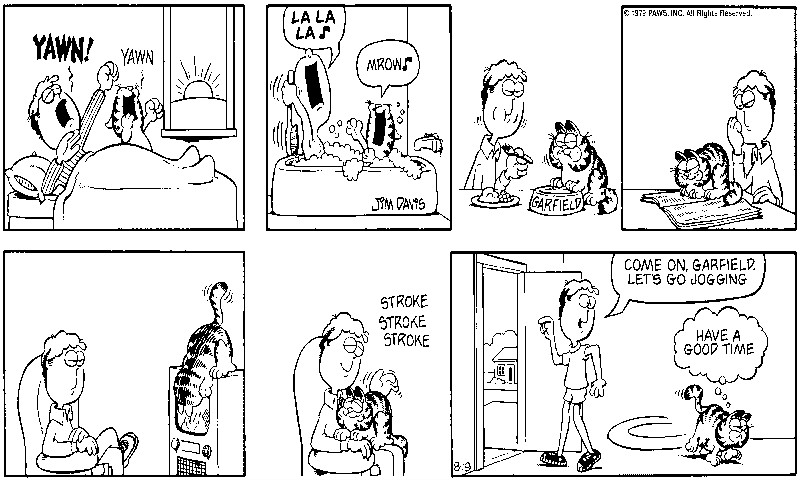 YAWN!
YAWN
LA LA
LA♪
MROW♪
JIM DAVIS
GARFIELD
© 1979 PAWS, INC. All Rights Reserved.
STROKE
STROKE
STROKE
COME ON, GARFIELD.
LET'S GO JOGGING
HAVE A
GOOD TIME
8-9